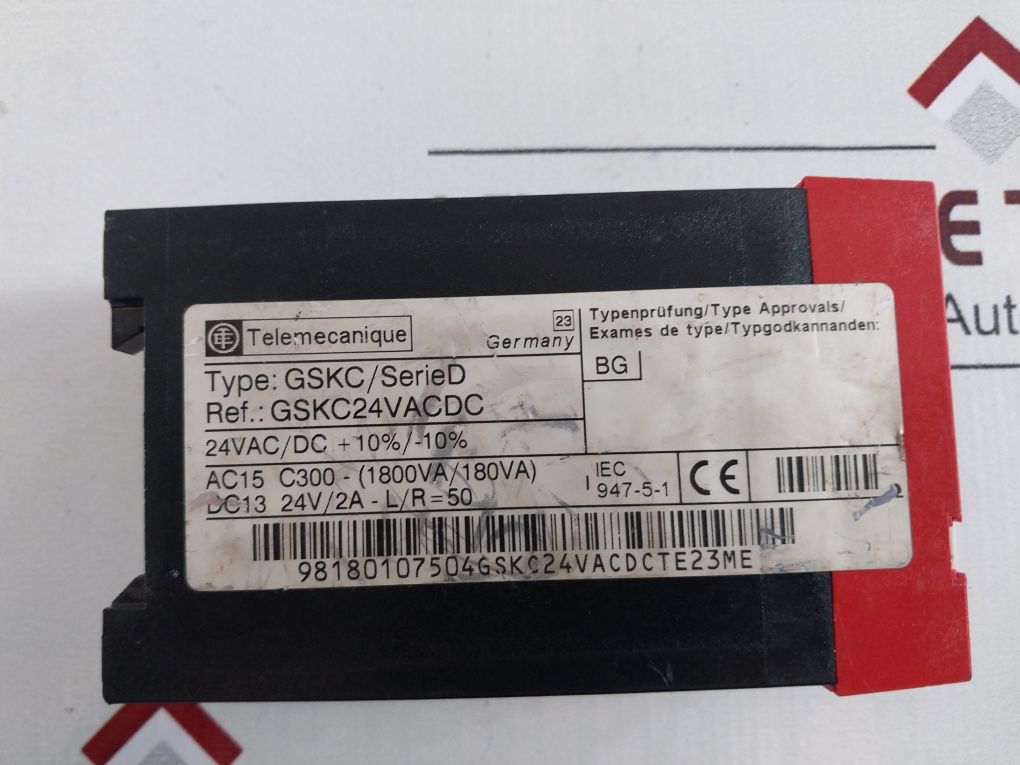 Telemecanique
23
Germany
Typenprüfung/Type Approvals/
Exames de type/Typgodkannanden:
BG
Type: GSKC/SerieD
Ref.: GSKC24VACDC
24VAC/DC +10%/-10%
AC15 C300 - (1800VA/180VA)
DC13 24V/2A - L/R=50
IEC
947-5-1
CE
98180107504GSKC24VACDCTE23ME
E T
Aut